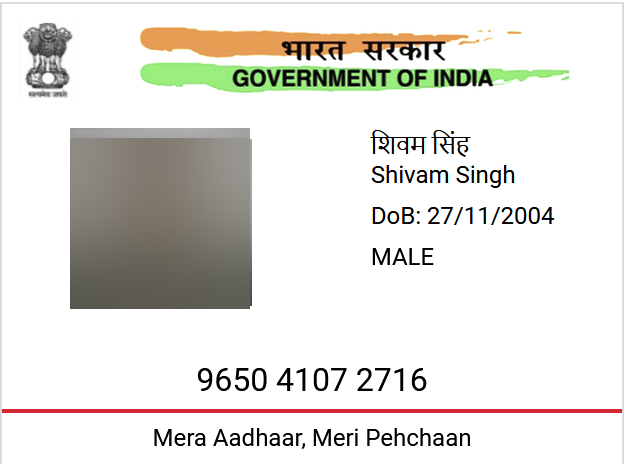 सत्यमेव जयते
भारत सरकार
GOVERNMENT OF INDIA
शिवम सिंह
Shivam Singh
DoB: 27/11/2004
MALE
9650 4107 2716
Mera Aadhaar, Meri Pehchaan